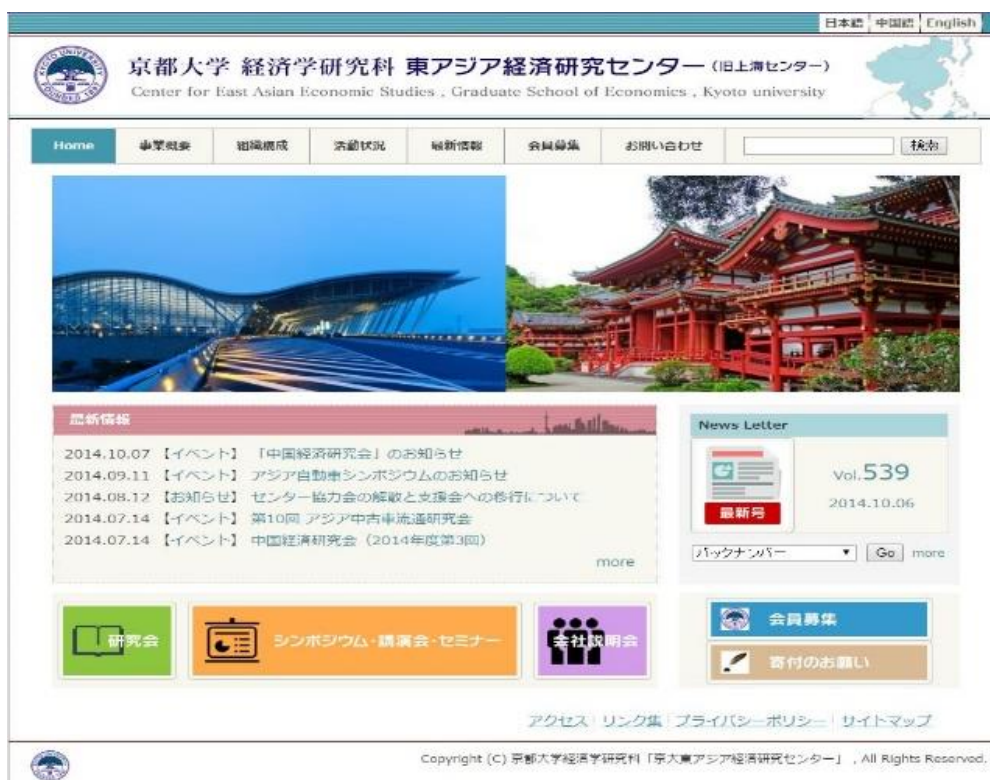 日本語 中国語 English
京都大学 経済学研究科 東アジア経済研究センター (旧上海センター)
Center for East Asian Economic Studies , Graduate School of Economics , Kyoto university
Home 事業概要 組織構成 活動状況 最新情報 会員募集 お問い合わせ 検索
最新情報
2014.10.07 【イベント】 「中国経済研究会」のお知らせ
2014.09.11 【イベント】 アジア自動車シンポジウムのお知らせ
2014.08.12 【お知らせ】 センター協力会の解散と支援会への移行について
2014.07.14 【イベント】 第10回 アジア中古車流通研究会
2014.07.14 【イベント】 中国経済研究会（2014年度第3回）
more
News Letter
Vol.539
2014.10.06
最新号
バックナンバー Go more
研究会 シンポジウム・講演会・セミナー 会社説明会
会員募集
寄付のお願い
アクセス リンク集 プライバシーポリシー サイトマップ
Copyright (C) 京都大学経済学研究科「京大東アジア経済研究センター」 , All Rights Reserved.